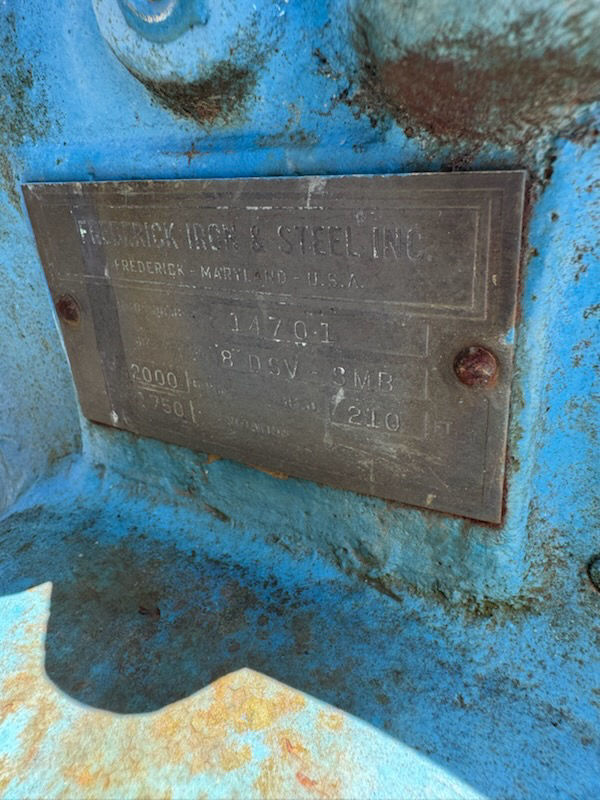 FREDERICK IRON & STEEL INC.
FREDERICK - MARYLAND - U.S.A.
14701
8 DSV - SMB
2000 210 FT
1750